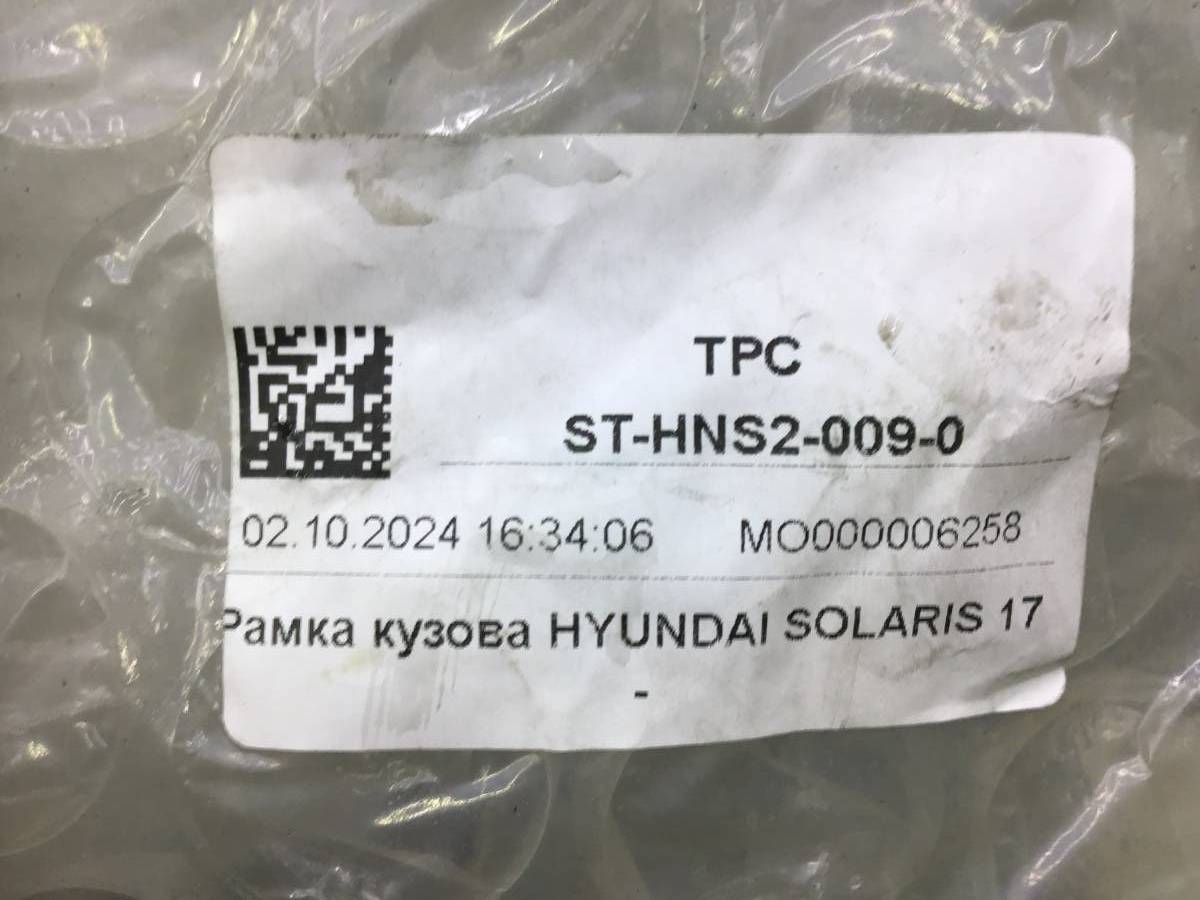 TPC
ST-HNS2-009-0
02.10.2024 16:34:06 MO000006258
Рамка кузова HYUNDAI SOLARIS 17
-